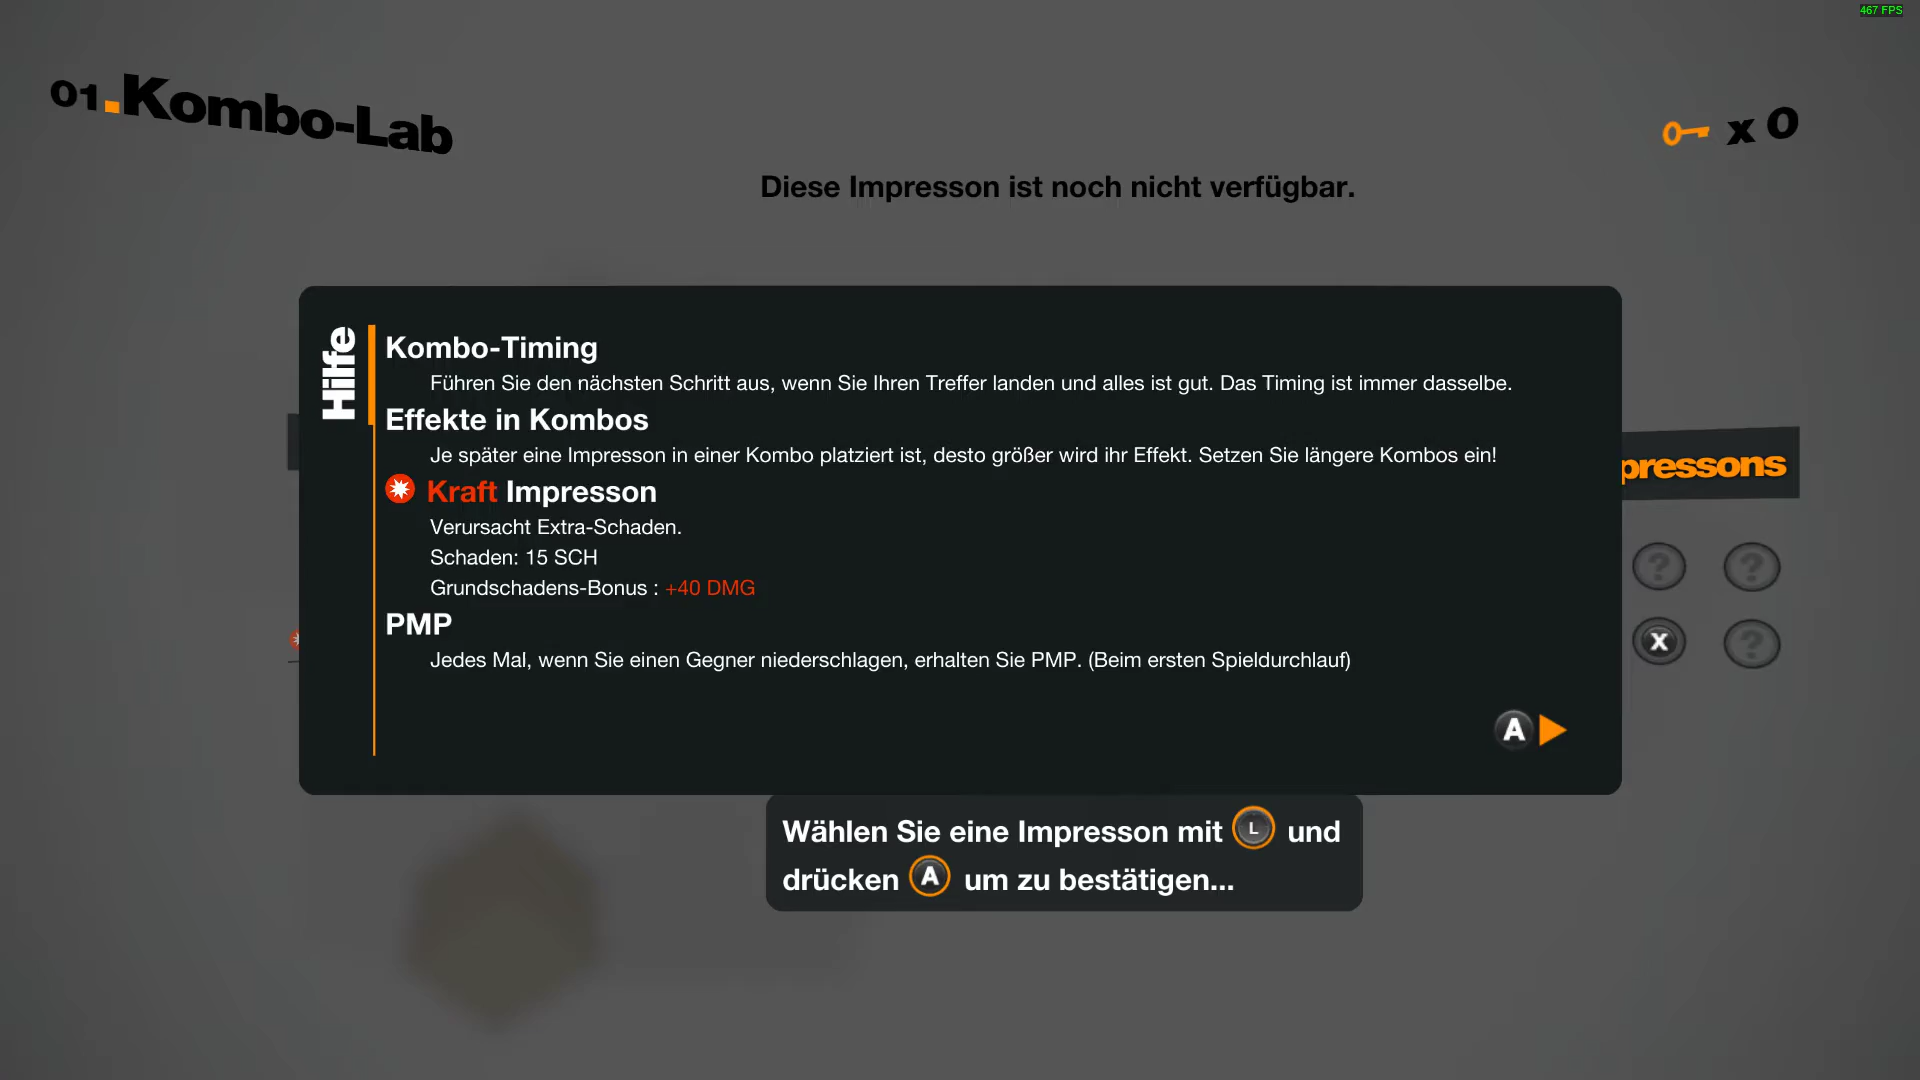 467 FPS
01.Kombo-Lab
x 0
Diese Impresson ist noch nicht verfügbar.
Hilfe
Kombo-Timing
Führen Sie den nächsten Schritt aus, wenn Sie Ihren Treffer landen und alles ist gut. Das Timing ist immer dasselbe.
Effekte in Kombos
Je später eine Impresson in einer Kombo platziert ist, desto größer wird ihr Effekt. Setzen Sie längere Kombos ein!
pressons
Kraft Impresson
Verursacht Extra-Schaden.
Schaden: 15 SCH
Grundschadens-Bonus : +40 DMG
? ?
PMP
Jedes Mal, wenn Sie einen Gegner niederschlagen, erhalten Sie PMP. (Beim ersten Spieldurchlauf)
X ?
A
Wählen Sie eine Impresson mit L und
drücken A um zu bestätigen...